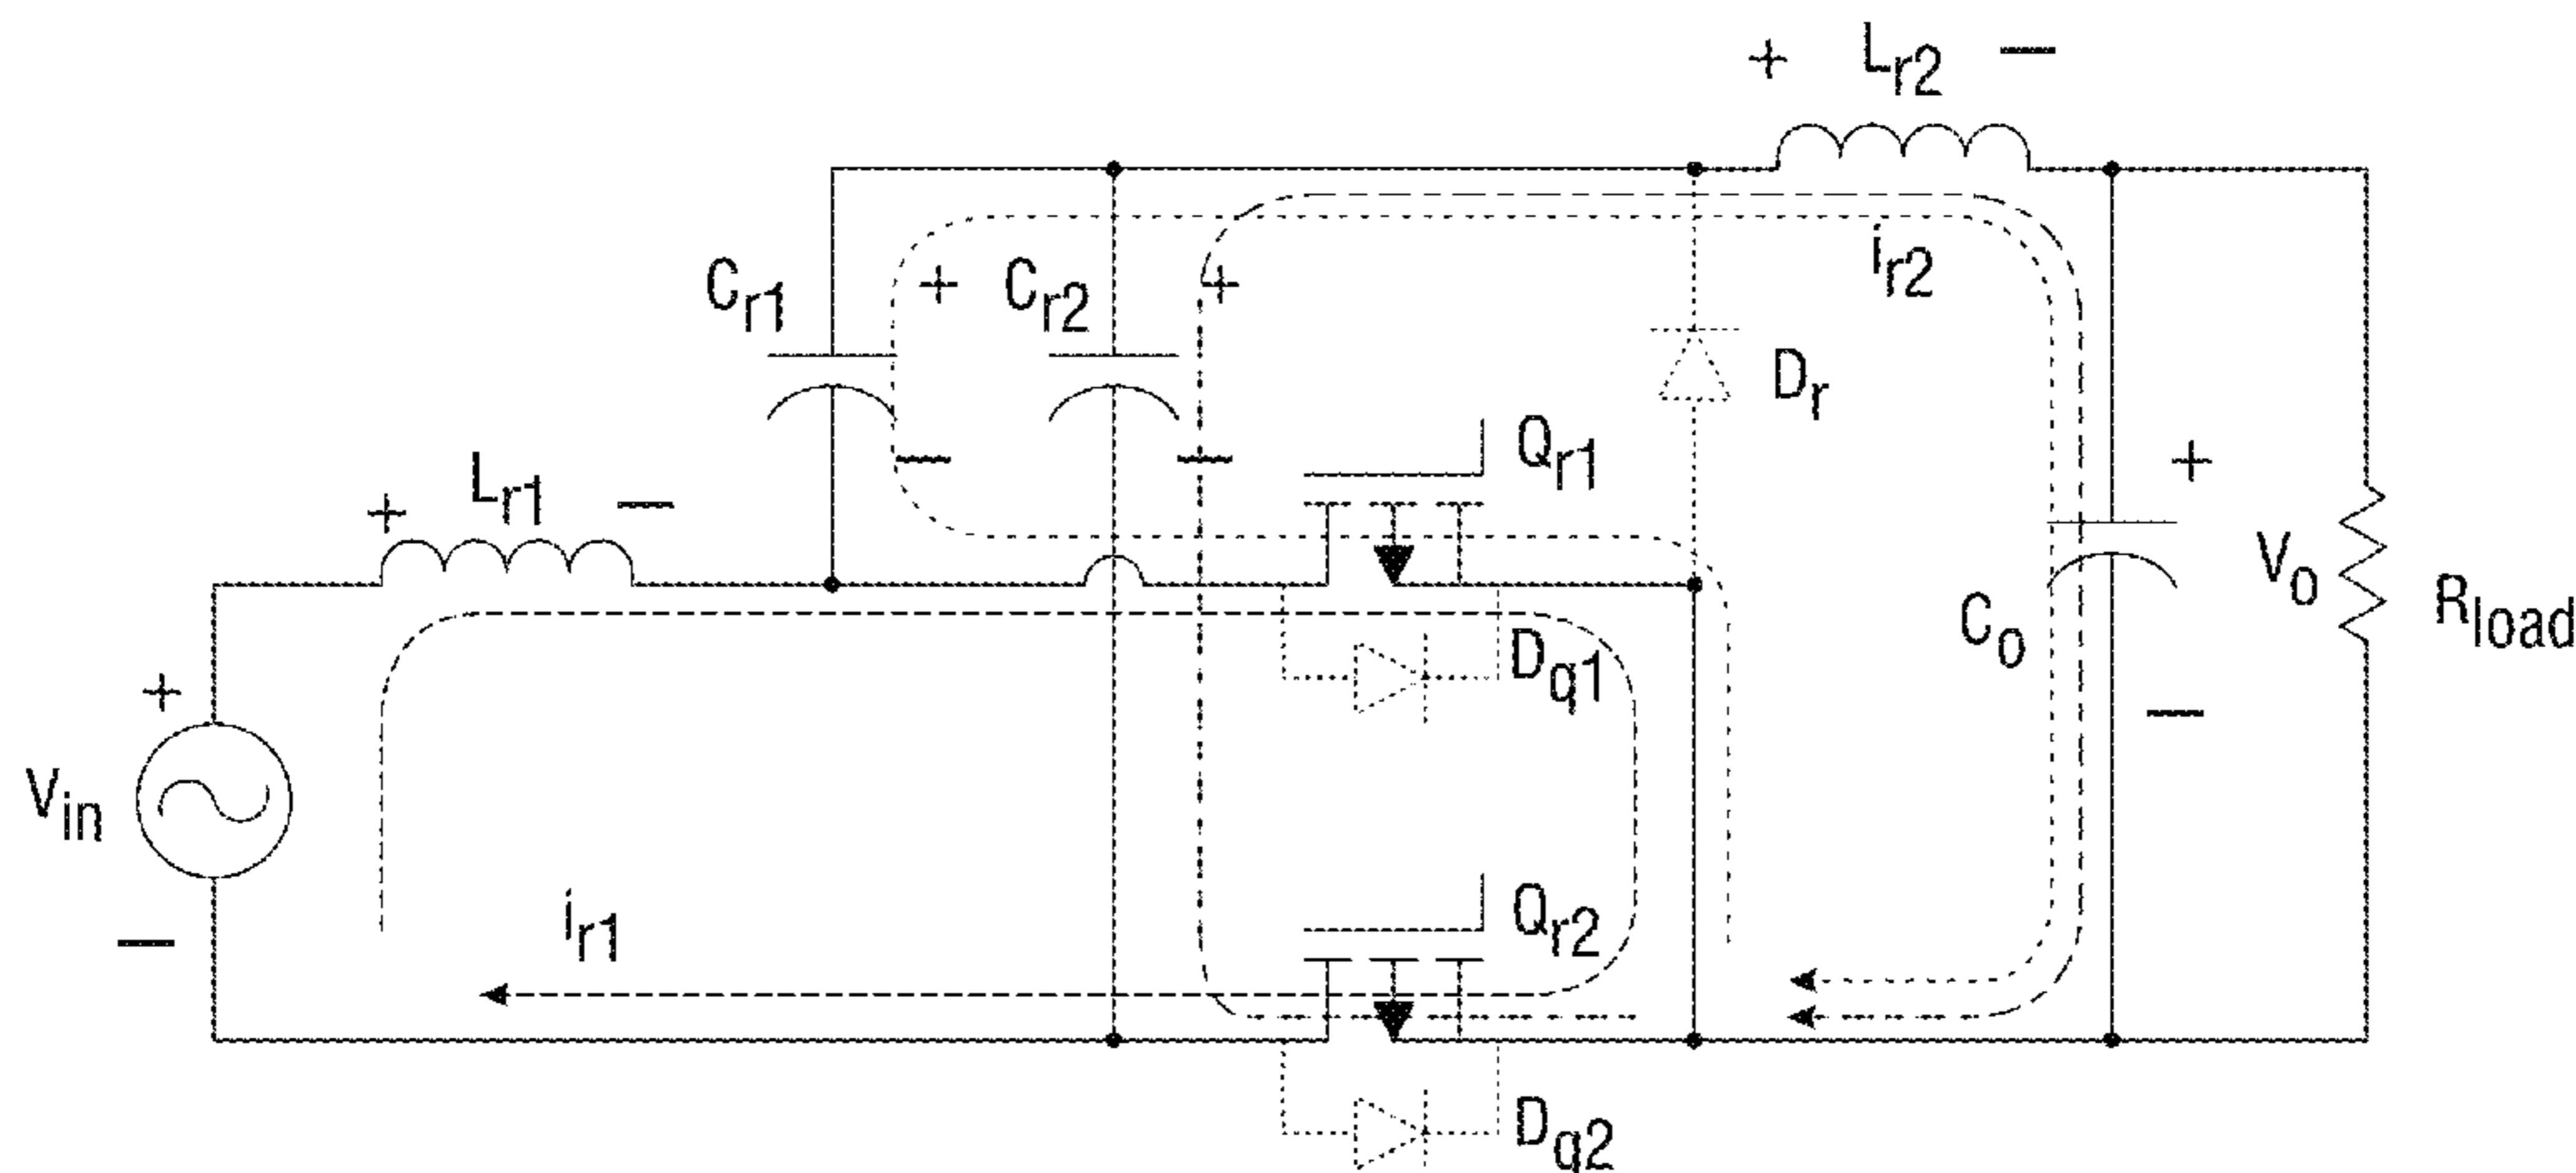 + Lr2 −
ir2
Cr1 + Cr2 +
Dr
− −
Qr1
+ Lr1 −
+
Vo
Rload
Co
Dq1
+
−
Vin
Qr2
ir1
−
Dq2